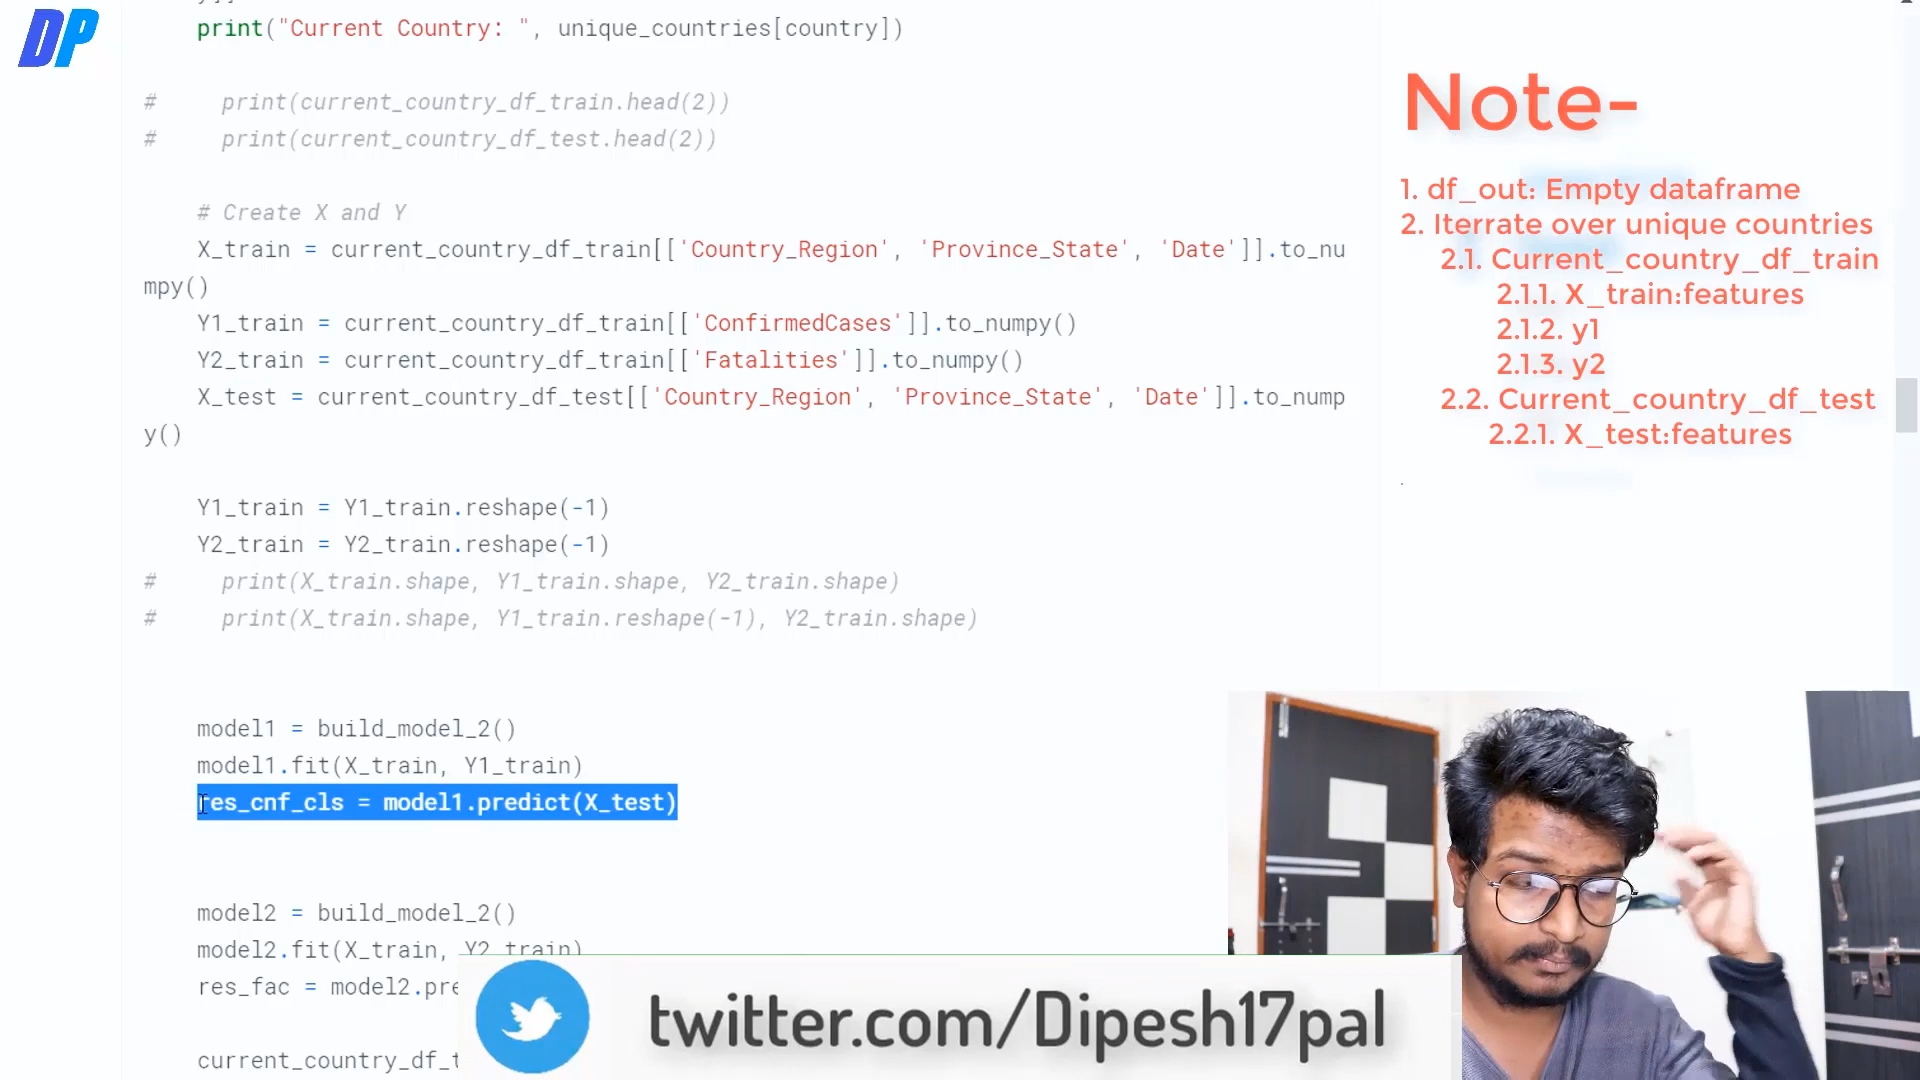 DP
print("Current Country: ", unique_countries[country])
# print(current_country_df_train.head(2))
# print(current_country_df_test.head(2))
# Create X and Y
X_train = current_country_df_train[['Country_Region', 'Province_State', 'Date']].to_nu
mpy()
Y1_train = current_country_df_train[['ConfirmedCases']].to_numpy()
Y2_train = current_country_df_train[['Fatalities']].to_numpy()
X_test = current_country_df_test[['Country_Region', 'Province_State', 'Date']].to_nump
y()
Y1_train = Y1_train.reshape(-1)
Y2_train = Y2_train.reshape(-1)
# print(X_train.shape, Y1_train.shape, Y2_train.shape)
# print(X_train.shape, Y1_train.reshape(-1), Y2_train.shape)
model1 = build_model_2()
model1.fit(X_train, Y1_train)
res_cnf_cls = model1.predict(X_test)
model2 = build_model_2()
model2.fit(X_train, Y2_train)
res_fac = model2.pre
current_country_df_t
Note-
1. df_out: Empty dataframe
2. Iterrate over unique countries
2.1. Current_country_df_train
2.1.1. X_train:features
2.1.2. y1
2.1.3. y2
2.2. Current_country_df_test
2.2.1. X_test:features
.
twitter.com/Dipesh17pal